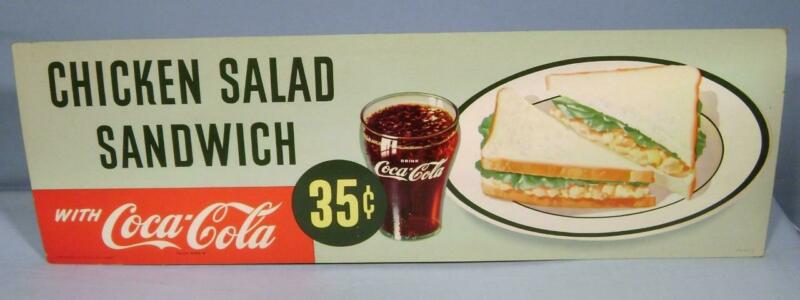 CHICKEN SALAD
SANDWICH
WITH Coca-Cola
35¢
DRINK
Coca-Cola